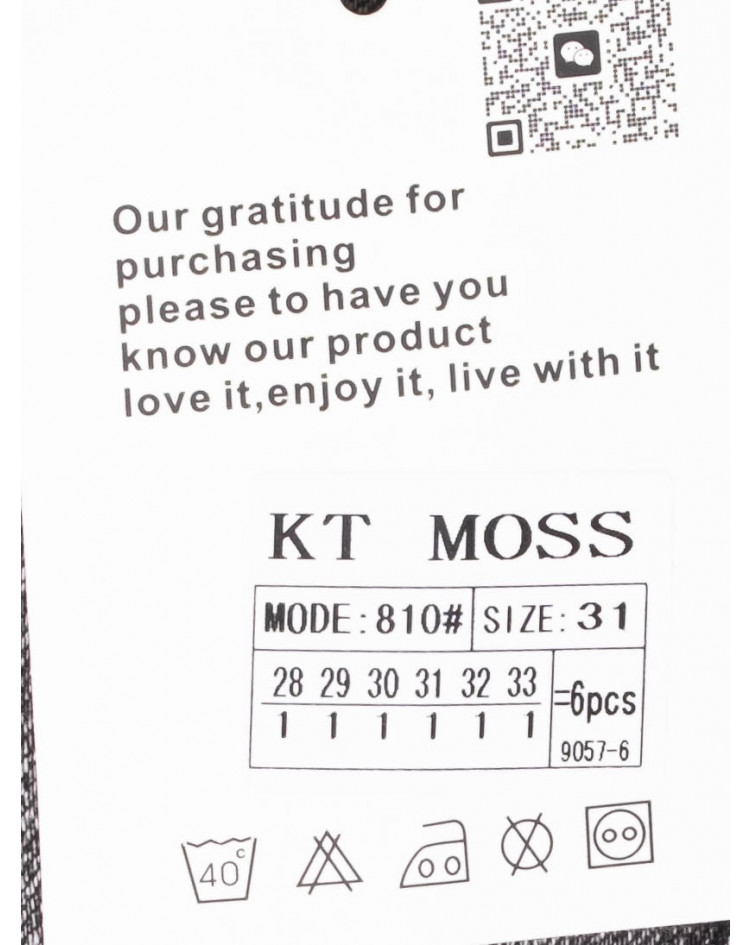 Our gratitude for
purchasing
please to have you
know our product
love it,enjoy it, live with it
KT MOSS
MODE:810# SIZE:31
28 29 30 31 32 33
1 1 1 1 1 1
=6pcs
9057-6
40°C